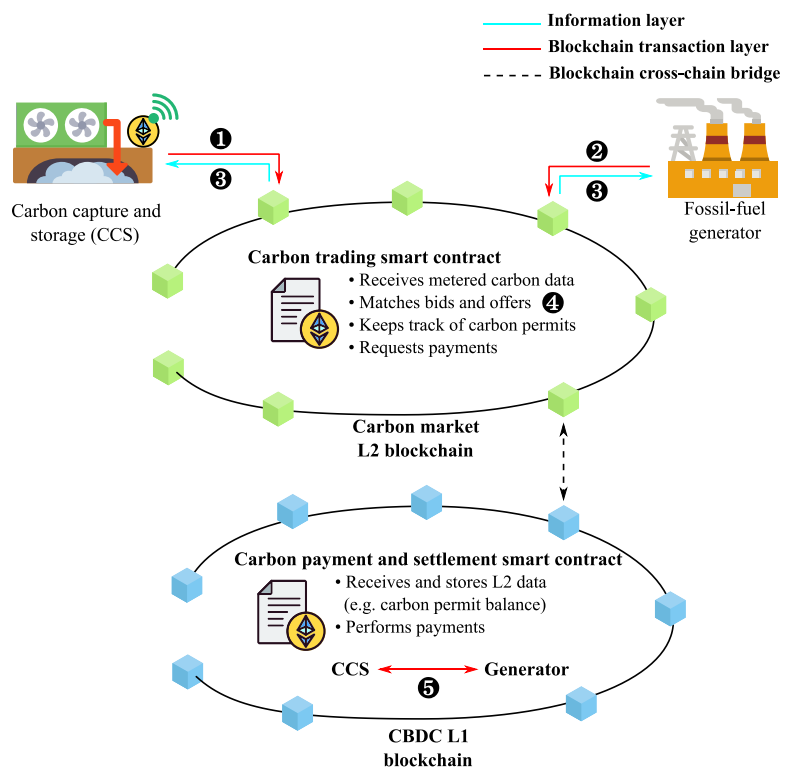 Information layer
Blockchain transaction layer
Blockchain cross-chain bridge
❶
❷
❸
❸
Carbon capture and
storage (CCS)
Fossil-fuel
generator
Carbon trading smart contract
• Receives metered carbon data
• Matches bids and offers ❹
• Keeps track of carbon permits
• Requests payments
Carbon market
L2 blockchain
Carbon payment and settlement smart contract
• Receives and stores L2 data
(e.g. carbon permit balance)
• Performs payments
CCS Generator
❺
CBDC L1
blockchain